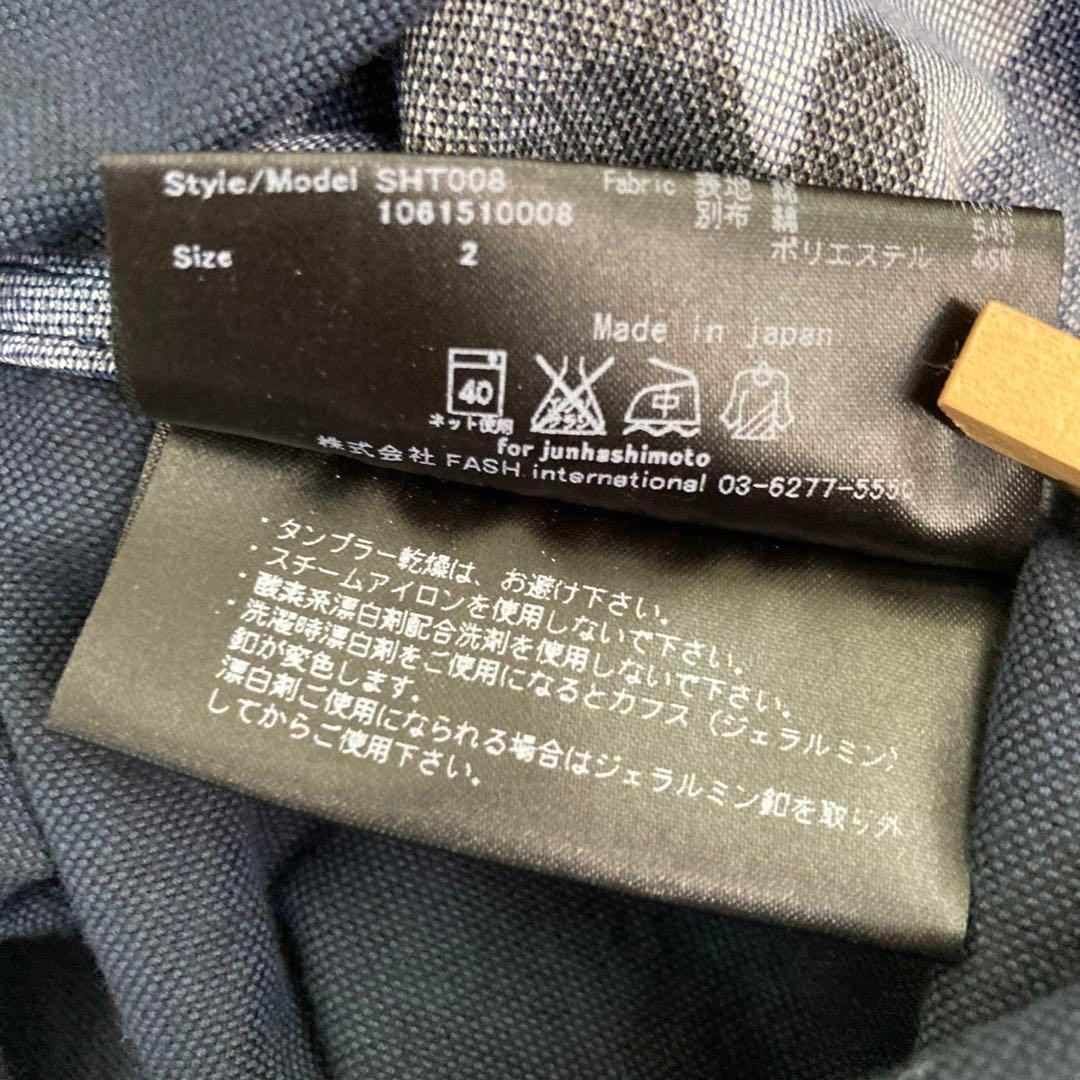 Style/Model SHT008 Fabric 表地 綿
1061510008 別布 綿 54%
Size 2 ポリエステル 46%
Made in japan
40 中
ネット使用
for junhashimoto
株式会社 FASH international 03-6277-5550
・タンブラー乾燥は、お避け下さい。
・スチームアイロンを使用しないで下さい。
・酸素系漂白剤配合洗剤を使用しないで下さい。
・洗濯時漂白剤をご使用になるとカフス(ジェラルミン)
釦が変色します。
漂白剤ご使用になられる場合はジェラルミン釦を取り外
してからご使用下さい。